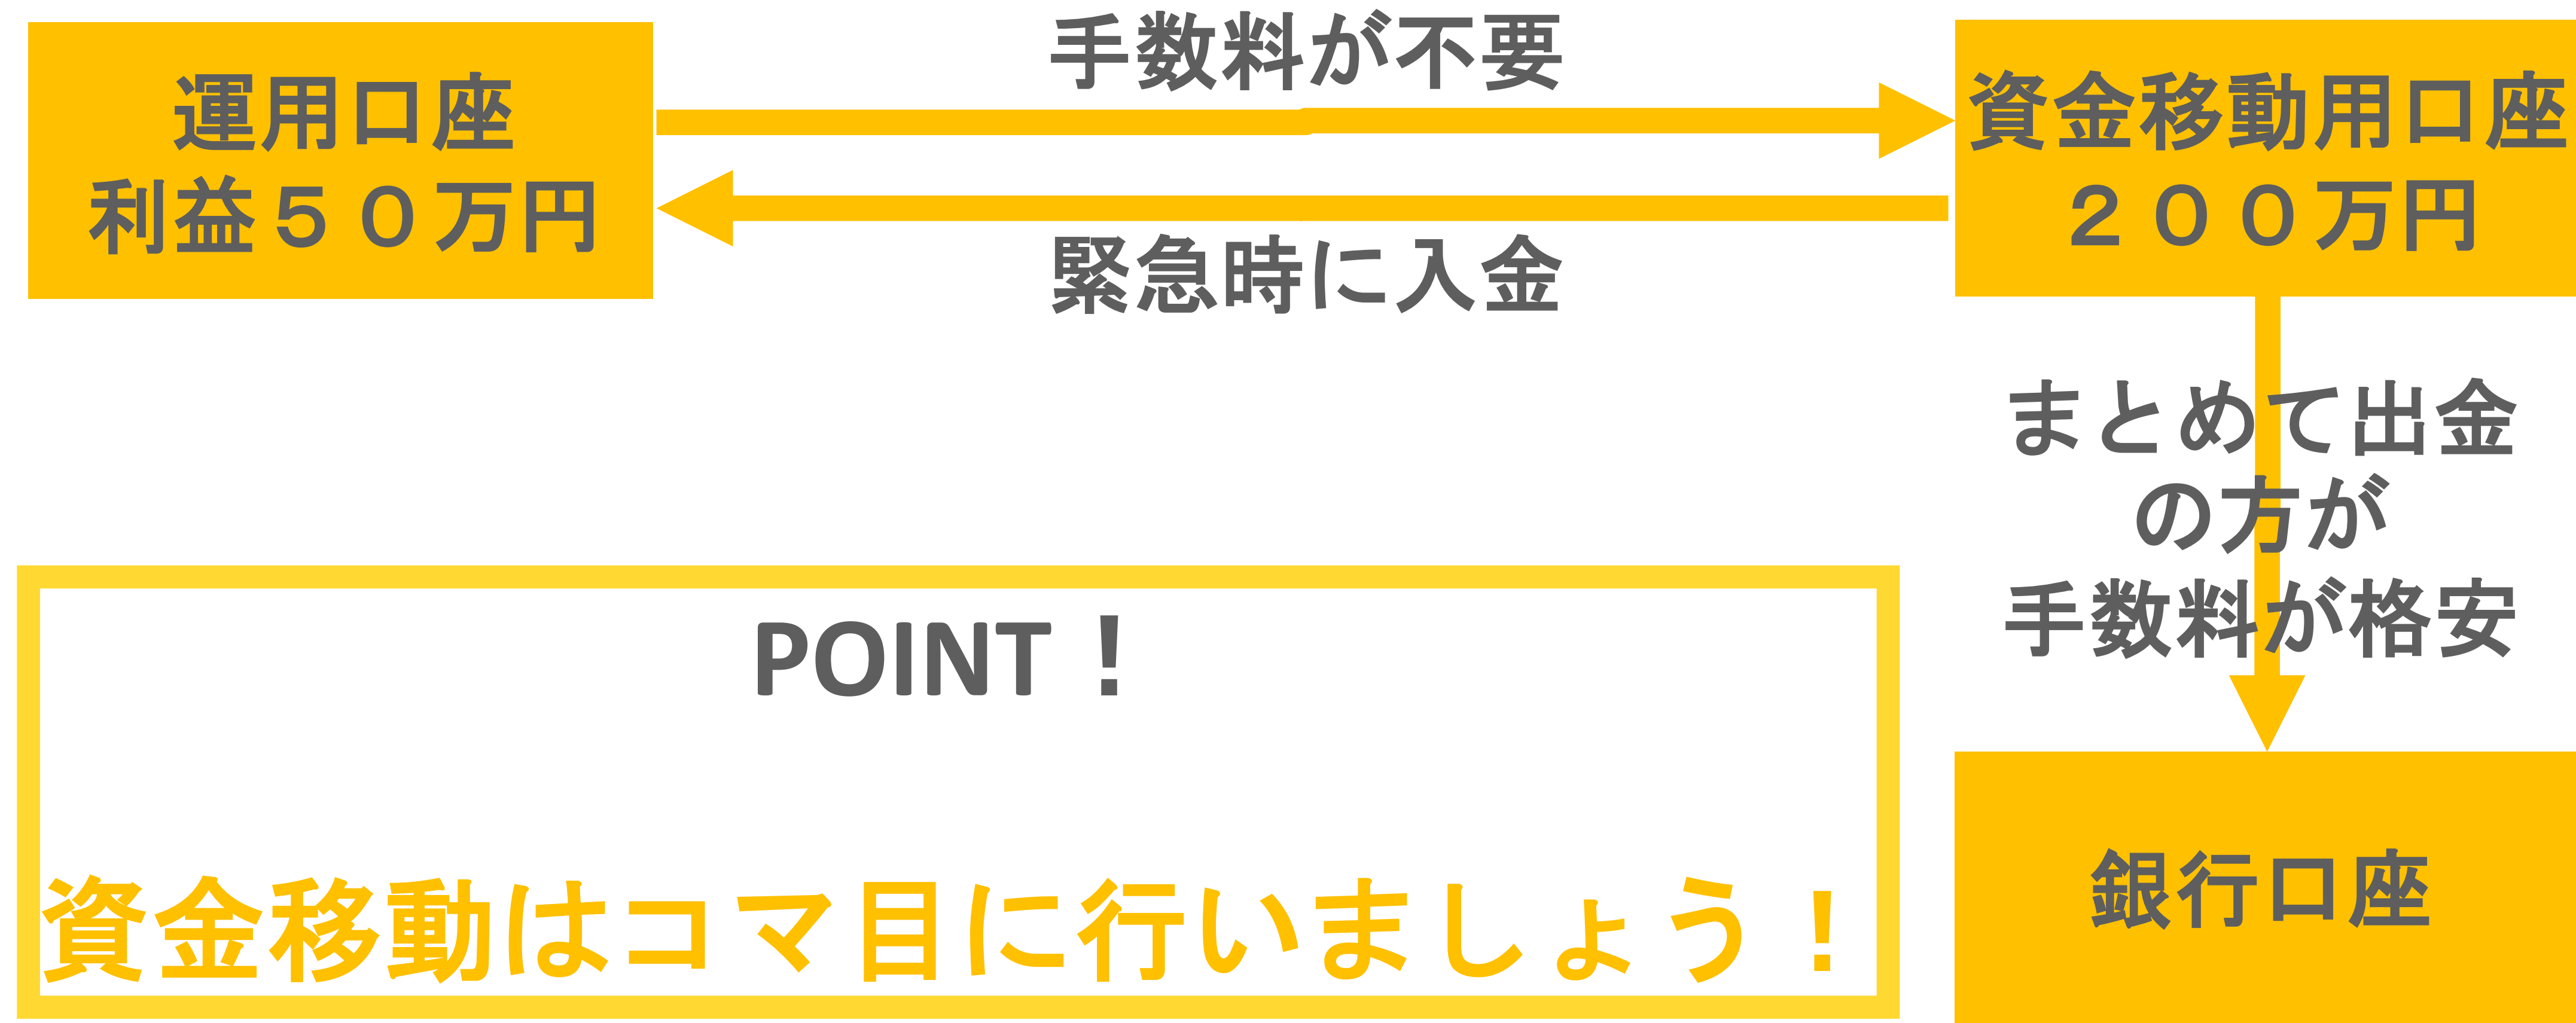 手数料が不要
運用口座
利益５０万円
資金移動用口座
２００万円
緊急時に入金
まとめて出金
の方が
手数料が格安
POINT！
資金移動はコマ目に行いましょう！
銀行口座